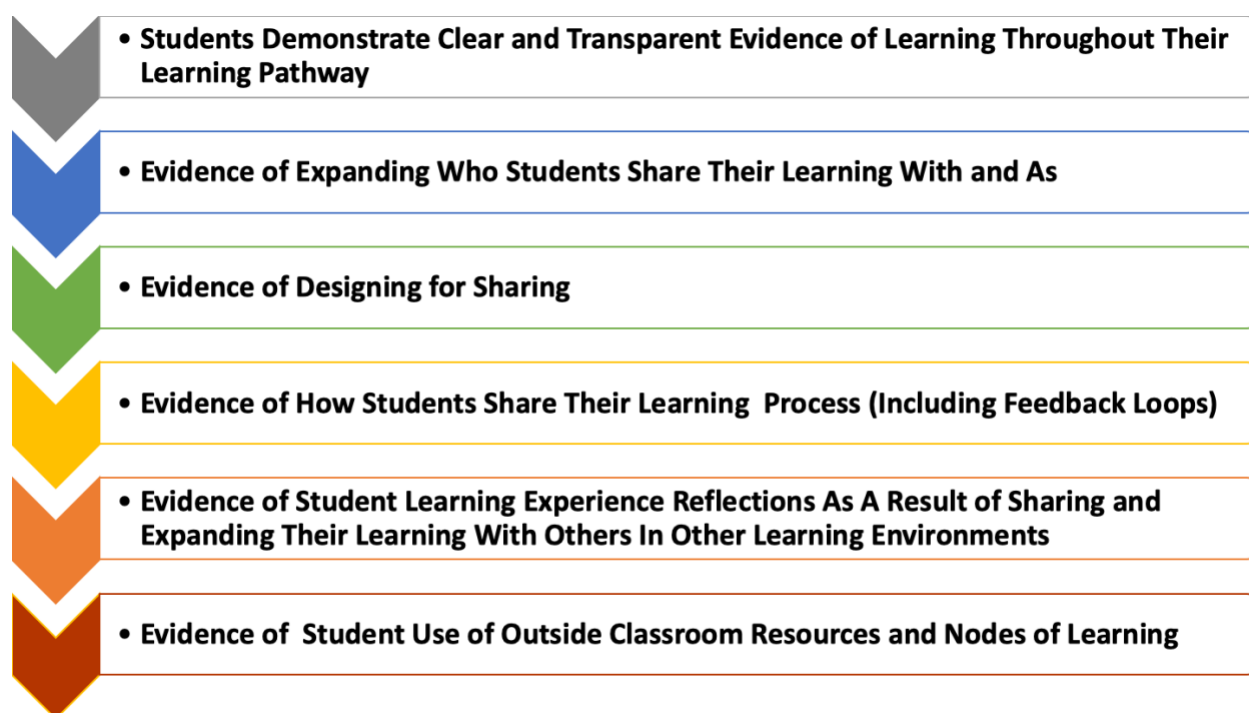 • Students Demonstrate Clear and Transparent Evidence of Learning Throughout Their
Learning Pathway
• Evidence of Expanding Who Students Share Their Learning With and As
• Evidence of Designing for Sharing
• Evidence of How Students Share Their Learning  Process (Including Feedback Loops)
• Evidence of Student Learning Experience Reflections As A Result of Sharing and
Expanding Their Learning With Others In Other Learning Environments
• Evidence of  Student Use of Outside Classroom Resources and Nodes of Learning